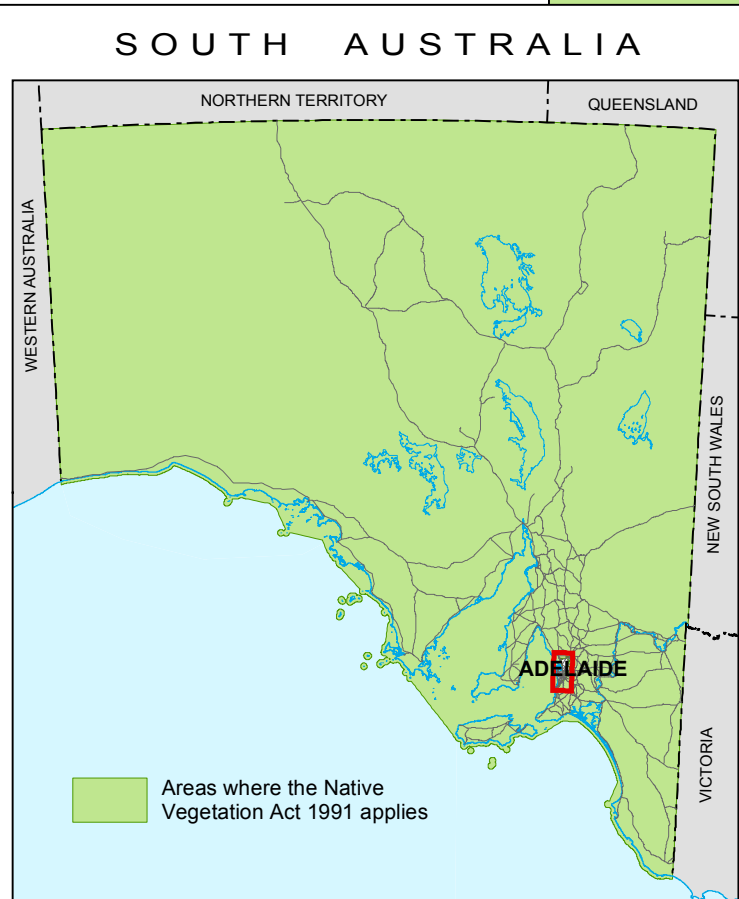 SOUTH AUSTRALIA
NORTHERN TERRITORY
QUEENSLAND
WESTERN AUSTRALIA
NEW SOUTH WALES
ADELAIDE
VICTORIA
Areas where the Native
Vegetation Act 1991 applies